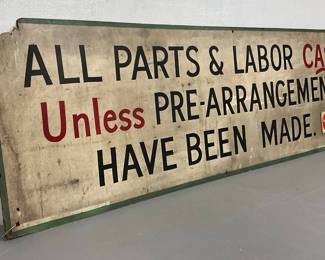 ALL PARTS & LABOR CA
Unless PRE-ARRANGEMEN
HAVE BEEN MADE.